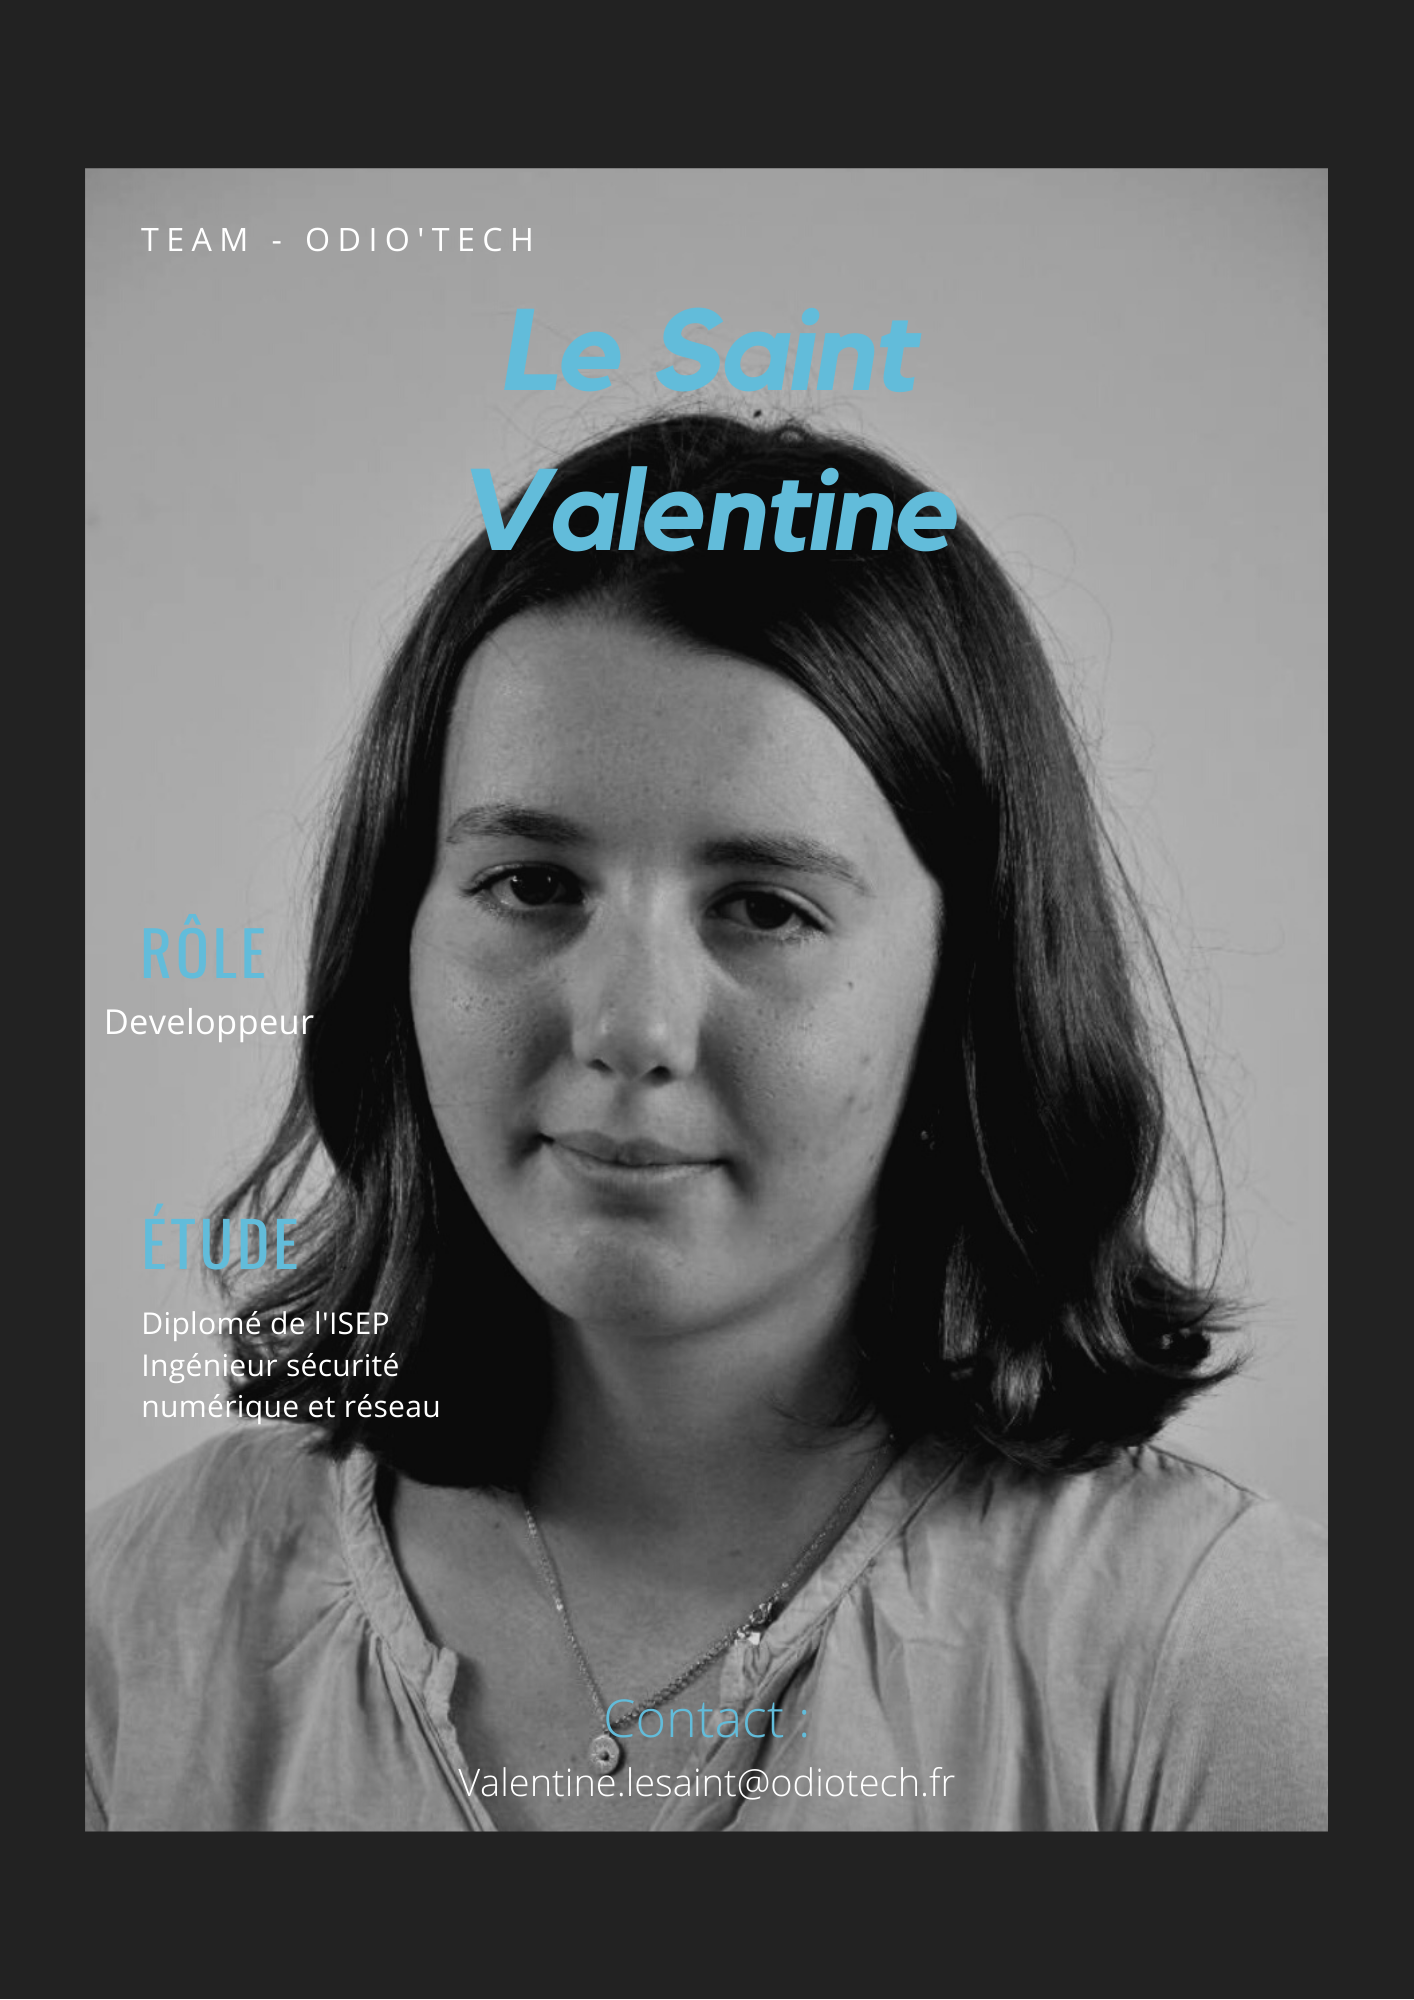 TEAM - ODIO'TECH
Le Saint
Valentine
RÔLE
Developpeur
ÉTUDE
Diplomé de l'ISEP
Ingénieur sécurité
numérique et réseau
Contact :
Valentine.lesaint@odiotech.fr